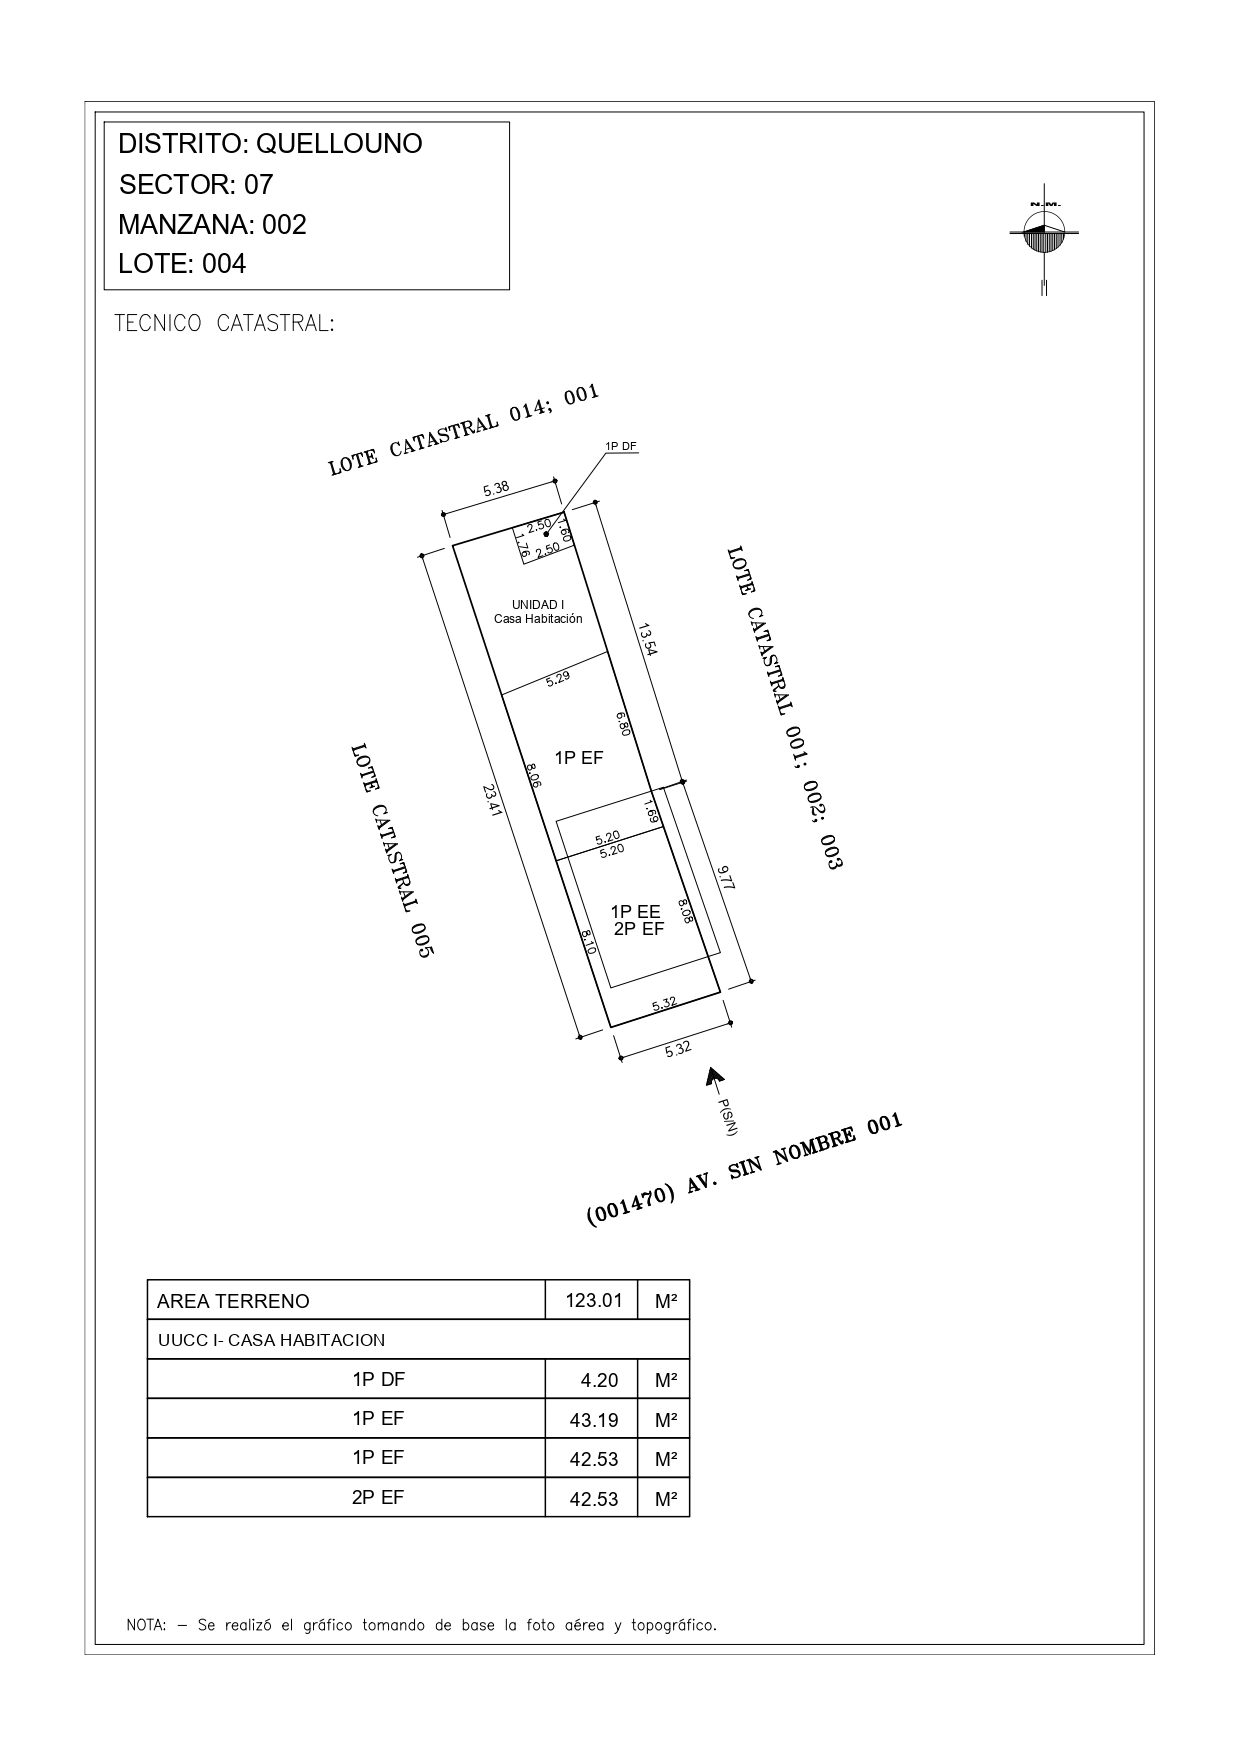 DISTRITO: QUELLOUNO
SECTOR: 07
MANZANA: 002
LOTE: 004
N.M.
TECNICO CATASTRAL:
LOTE CATASTRAL 014; 001
1P DF
5.38
2.50
1.60
1.76
2.50
UNIDAD I
Casa Habitación
13.54
LOTE CATASTRAL 001; 002; 003
5.29
6.80
1P EF
8.06
23.41
LOTE CATASTRAL 005
1.69
5.20
5.20
9.77
1P EE
2P EF
8.08
8.10
5.32
5.32
P(S/N)
(001470) AV. SIN NOMBRE 001
AREA TERRENO 123.01 M²
UUCC I- CASA HABITACION
1P DF 4.20 M²
1P EF 43.19 M²
1P EF 42.53 M²
2P EF 42.53 M²
NOTA: – Se realizó el gráfico tomando de base la foto aérea y topográfico.